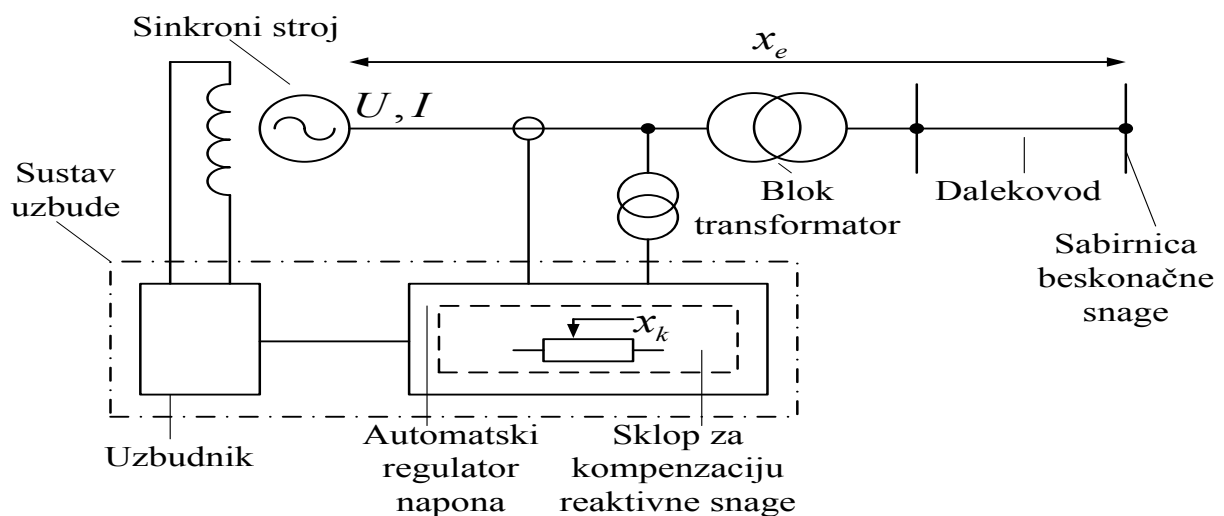 Sinkroni stroj
x_e
U, I
Sustav
uzbude
Blok
transformator
Dalekovod
Sabirnica
beskonačne
snage
x_k
Uzbudnik
Automatski
regulator
napona
Sklop za
kompenzaciju
reaktivne snage